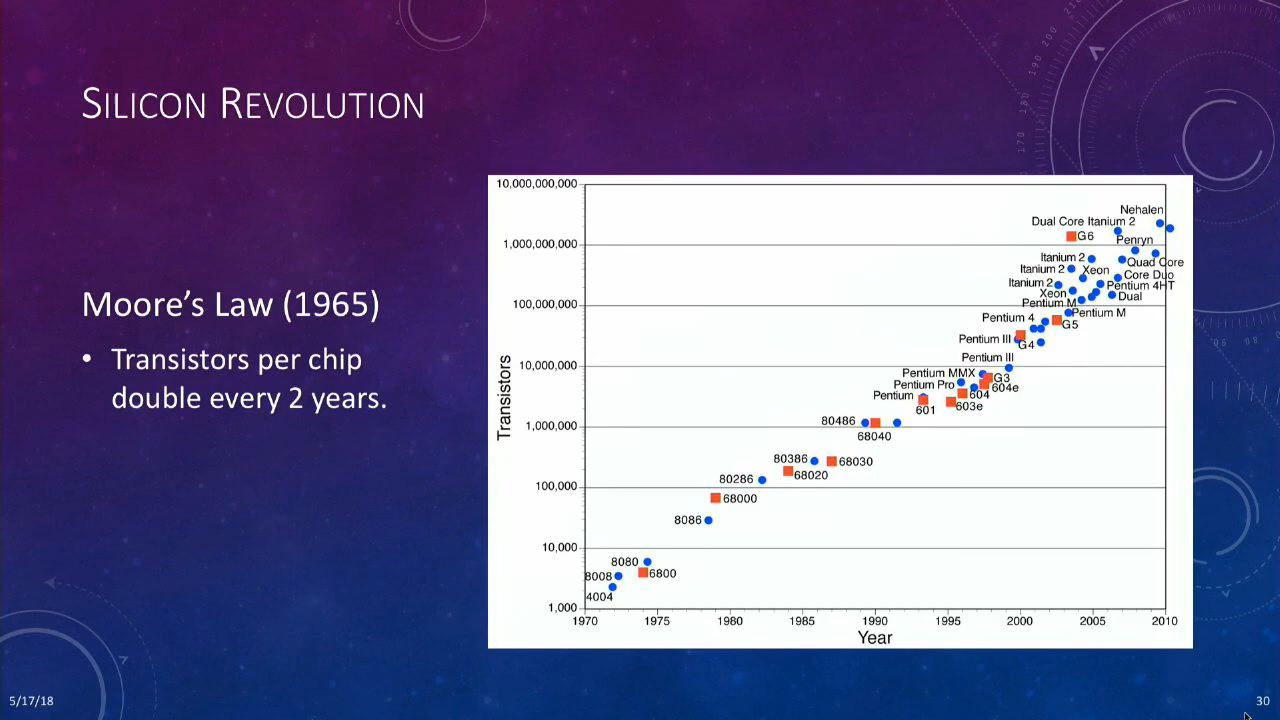 SILICON REVOLUTION
Moore's Law (1965)
• Transistors per chip
double every 2 years.
10,000,000,000
1,000,000,000
100,000,000
10,000,000
1,000,000
100,000
10,000
1,000
Transistors
Nehalen
Dual Core Itanium 2
G6
Penryn
Itanium 2
Quad Core
Itanium 2
Xeon
Core Duo
Itanium 2
Pentium 4HT
Xeon
Dual
Pentium M
Pentium M
Pentium 4
G5
Pentium III
G4
Pentium III
Pentium MMX
G3
Pentium Pro
604e
Pentium
604
603e
601
80486
68040
80386
68030
80286
68020
68000
8086
8080
6800
8008
4004
1970 1975 1980 1985 1990 1995 2000 2005 2010
Year
170
180
190
200
210
5/17/18
30